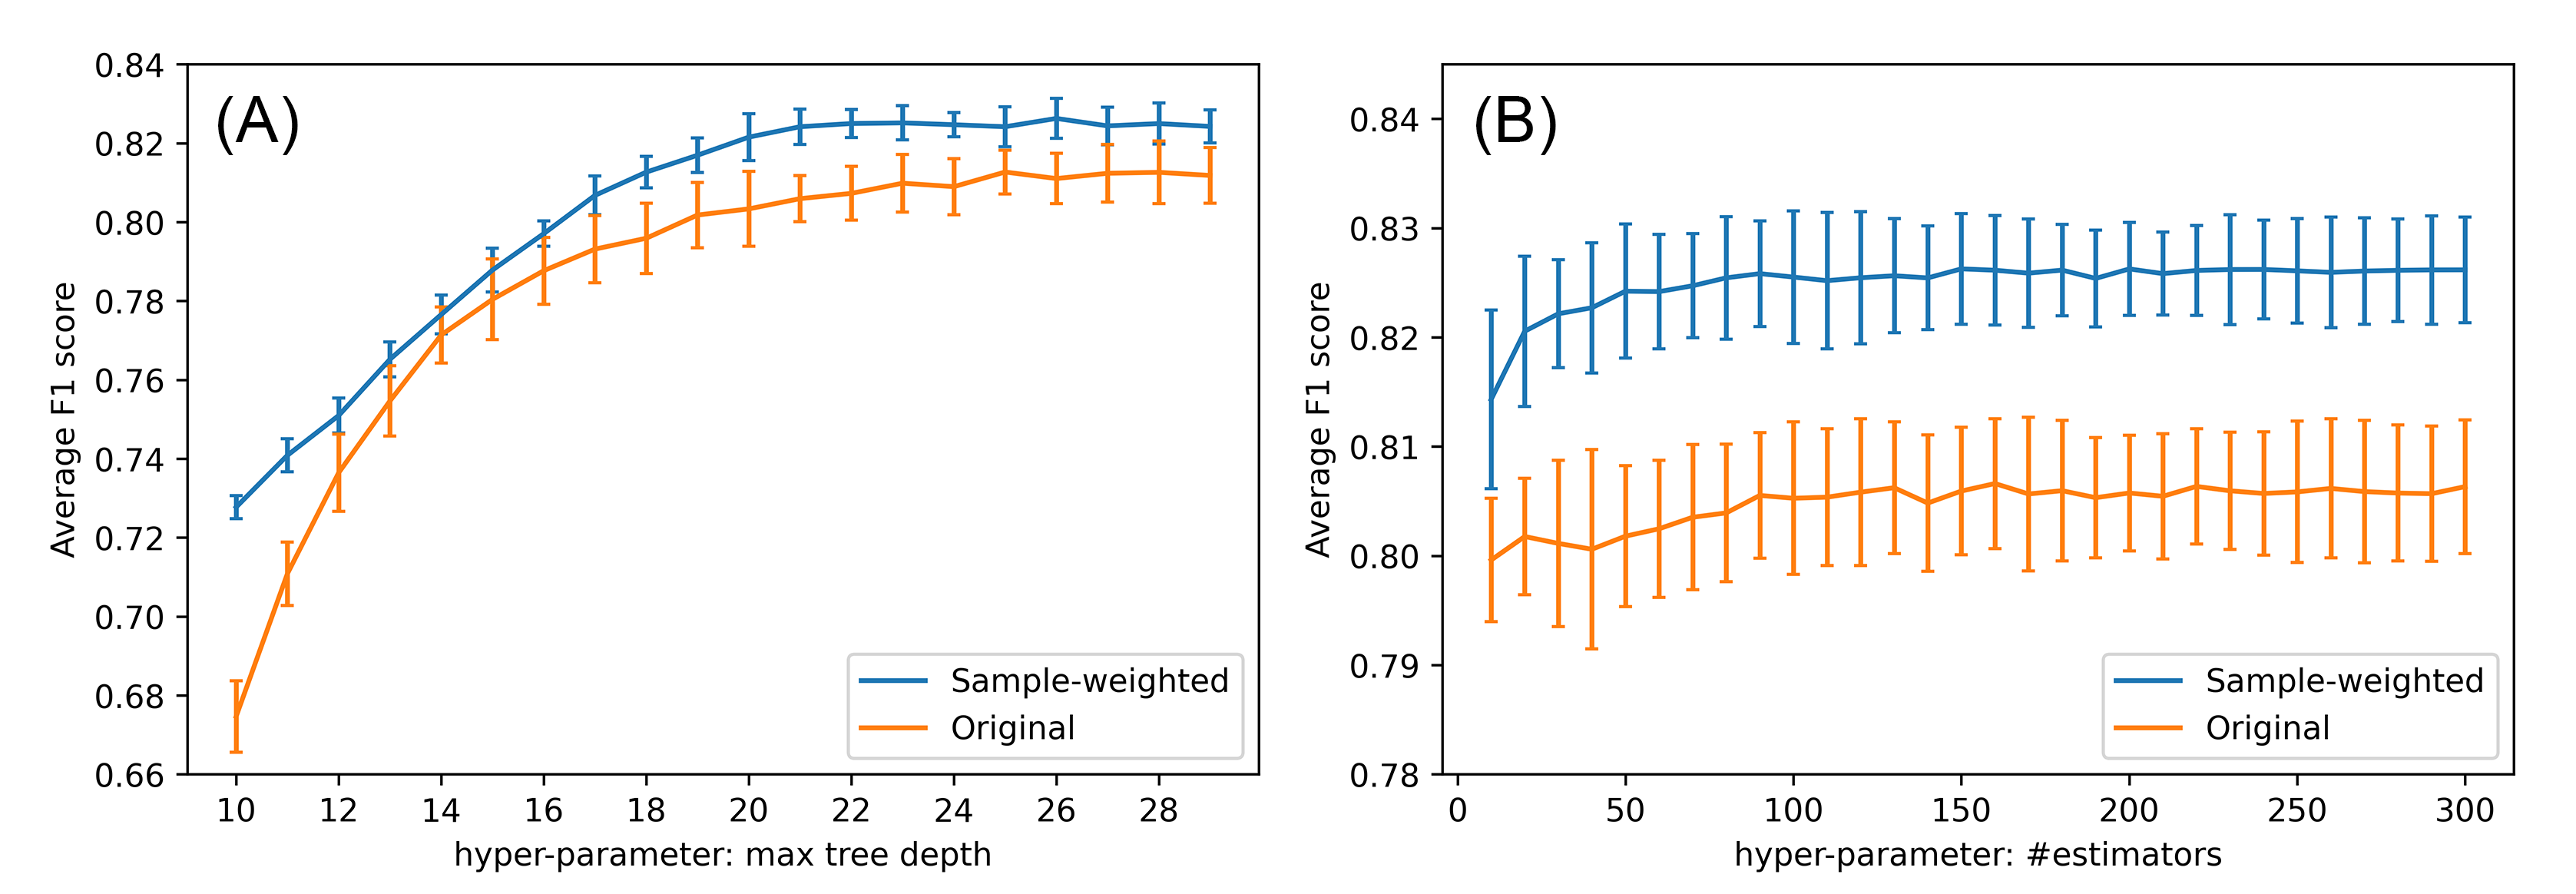 (A)
Average F1 score
0.84
0.82
0.80
0.78
0.76
0.74
0.72
0.70
0.68
0.66
10 12 14 16 18 20 22 24 26 28
hyper-parameter: max tree depth
Sample-weighted
Original
(B)
Average F1 score
0.84
0.83
0.82
0.81
0.80
0.79
0.78
0 50 100 150 200 250 300
hyper-parameter: #estimators
Sample-weighted
Original